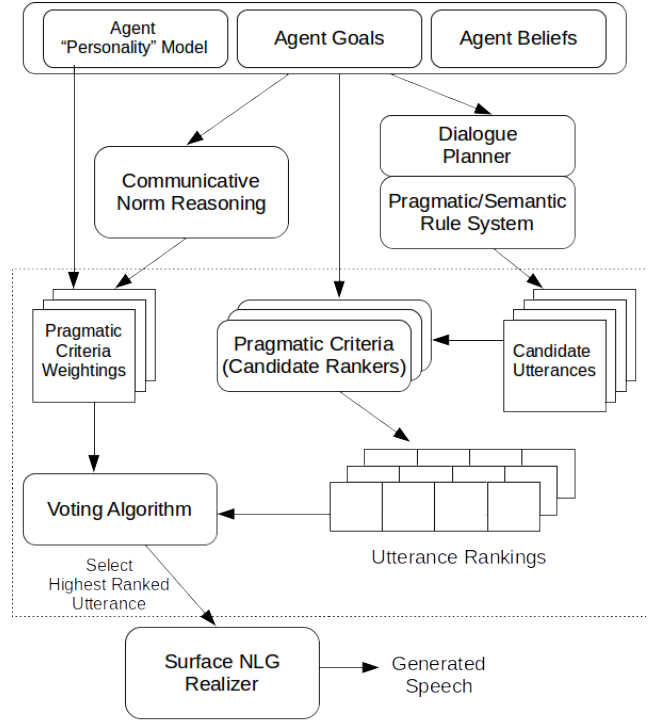 Agent
“Personality” Model
Agent Goals
Agent Beliefs
Dialogue
Planner
Communicative
Norm Reasoning
Pragmatic/Semantic
Rule System
Pragmatic
Criteria
Weightings
Pragmatic Criteria
(Candidate Rankers)
Candidate
Utterances
Voting Algorithm
Utterance Rankings
Select
Highest Ranked
Utterance
Surface NLG
Realizer
Generated
Speech